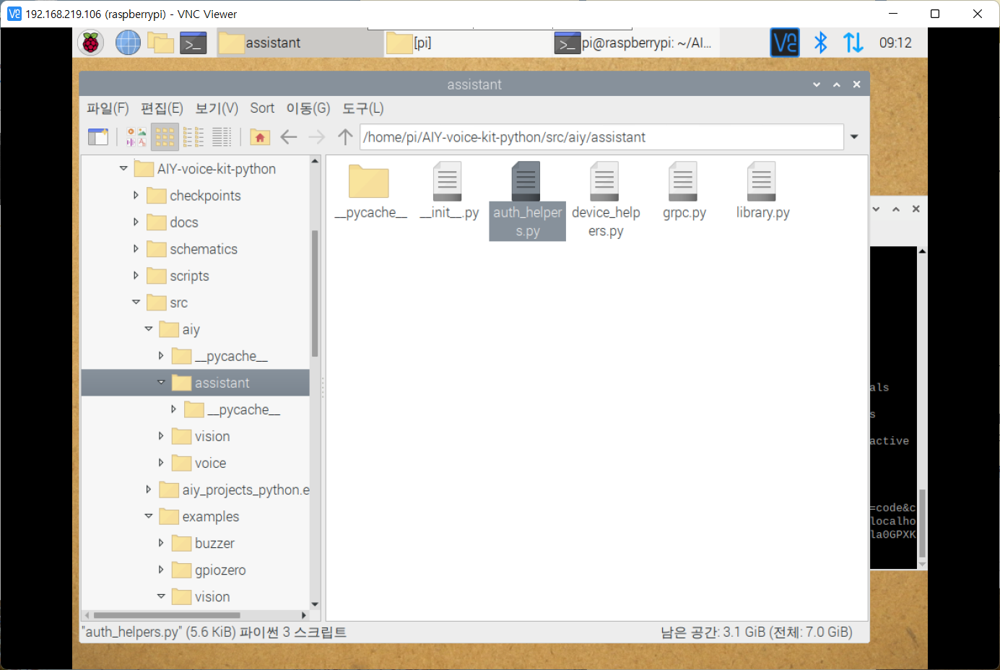 192.168.219.106 (raspberrypi) - VNC Viewer
assistant
[pi]
pi@raspberrypi: ~/AI...
09:12
assistant
파일(F) 편집(E) 보기(V) Sort 이동(G) 도구(L)
/home/pi/AIY-voice-kit-python/src/aiy/assistant
AIY-voice-kit-python
checkpoints
docs
schematics
scripts
src
aiy
__pycache__
assistant
__pycache__
vision
voice
aiy_projects_python.e
examples
buzzer
gpiozero
vision
__pycache__
__init__.py
auth_helper
s.py
device_help
ers.py
grpc.py
library.py
als
s
active
=code&c
localho
la0GPXK
"auth_helpers.py" (5.6 KiB) 파이썬 3 스크립트
남은 공간: 3.1 GiB (전체: 7.0 GiB)